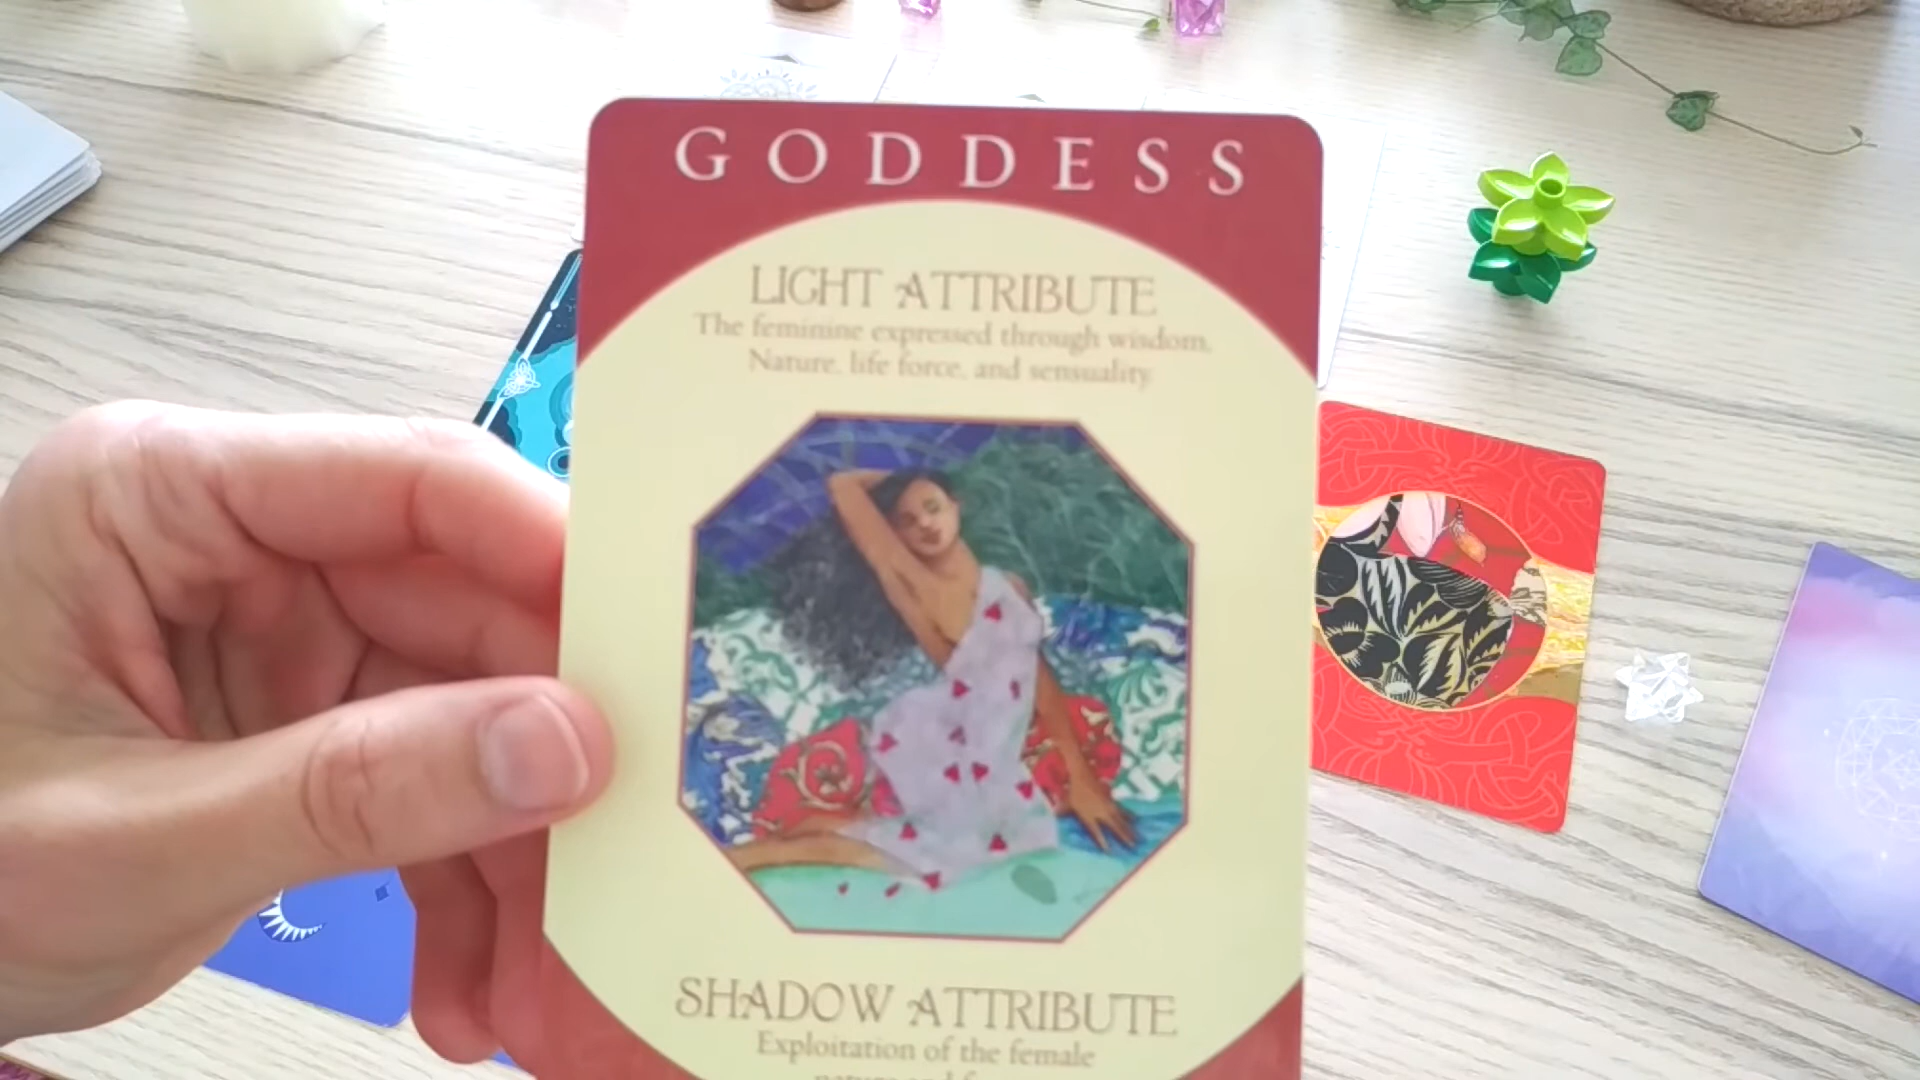 GODDESS
LIGHT ATTRIBUTE
The feminine expressed through wisdom,
Nature, life force, and sensuality
SHADOW ATTRIBUTE
Exploitation of the female